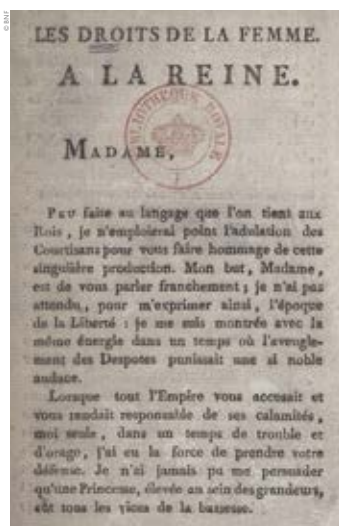 © BNF
LES DROITS DE LA FEMME.
A LA REINE.
BIBLIOTHEQUE ROYALE
MADAME,
PEU faite au langage que l'on tient aux
Rois, je n'emploierai point l'adulation des
Courtisans pour vous faire hommage de cette
singulière production. Mon but, Madame,
est de vous parler franchement ; je n'ai pas
attendu, pour m'exprimer ainsi, l'époque
de la Liberté : je me suis montrée avec la
même énergie dans un temps où l'aveugle-
ment des Despotes punissait une si noble
audace.
Lorsque tout l'Empire vous accusait et
vous rendait responsable de ses calamités,
moi seule, dans un temps de trouble et
d'orage, j'ai eu la force de prendre votre
défense. Je n'ai jamais pu me persuader
qu'une Princesse, élevée au sein des grandeurs,
eût tous les vices de la bassesse.